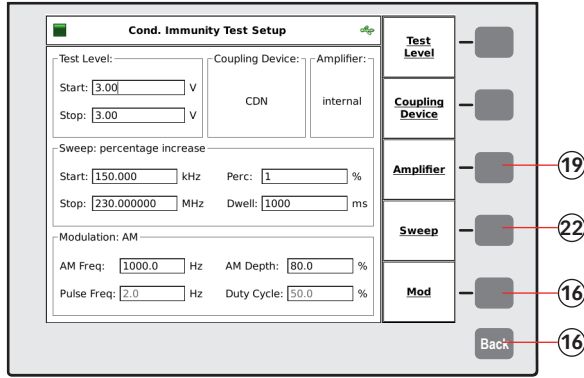 Cond. Immunity Test Setup
Test Level:
Start: 3.00 V
Stop: 3.00 V
Coupling Device:
CDN
Amplifier:
internal
Sweep: percentage increase
Start: 150.000 kHz Perc: 1 %
Stop: 230.000000 MHz Dwell: 1000 ms
Modulation: AM
AM Freq: 1000.0 Hz AM Depth: 80.0 %
Pulse Freq: 2.0 Hz Duty Cycle: 50.0 %
Test
Level
Coupling
Device
Amplifier
19
Sweep
22
Mod
16
Back
16